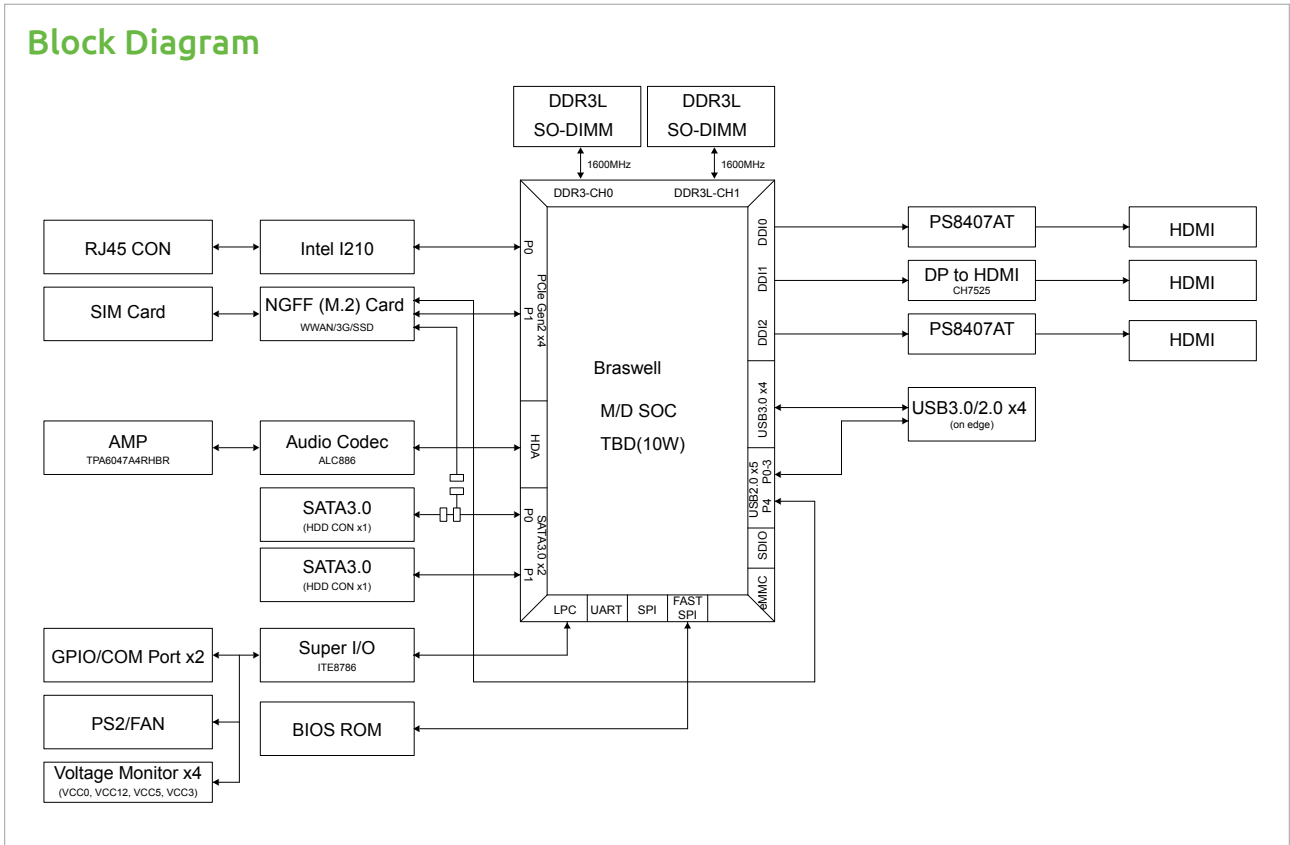 Block Diagram
DDR3L
SO-DIMM
DDR3L
SO-DIMM
1600MHz
1600MHz
DDR3-CH0
DDR3L-CH1
RJ45 CON
Intel I210
P0
PCIe Gen2 x4
P1
SIM Card
NGFF (M.2) Card
WWAN/3G/SSD
AMP
TPA6047A4RHBR
Audio Codec
ALC886
HDA
SATA3.0
(HDD CON x1)
P0
SATA3.0 x2
P1
SATA3.0
(HDD CON x1)
Braswell
M/D SOC
TBD(10W)
DDI0
PS8407AT
HDMI
DDI1
DP to HDMI
CH7525
HDMI
DDI2
PS8407AT
HDMI
USB3.0 x4
USB3.0/2.0 x4
(on edge)
USB2.0 x5
P0-3
P4
SDIO
eMMC
LPC
UART
SPI
FAST
SPI
GPIO/COM Port x2
Super I/O
ITE8786
PS2/FAN
BIOS ROM
Voltage Monitor x4
(VCC0, VCC12, VCC5, VCC3)